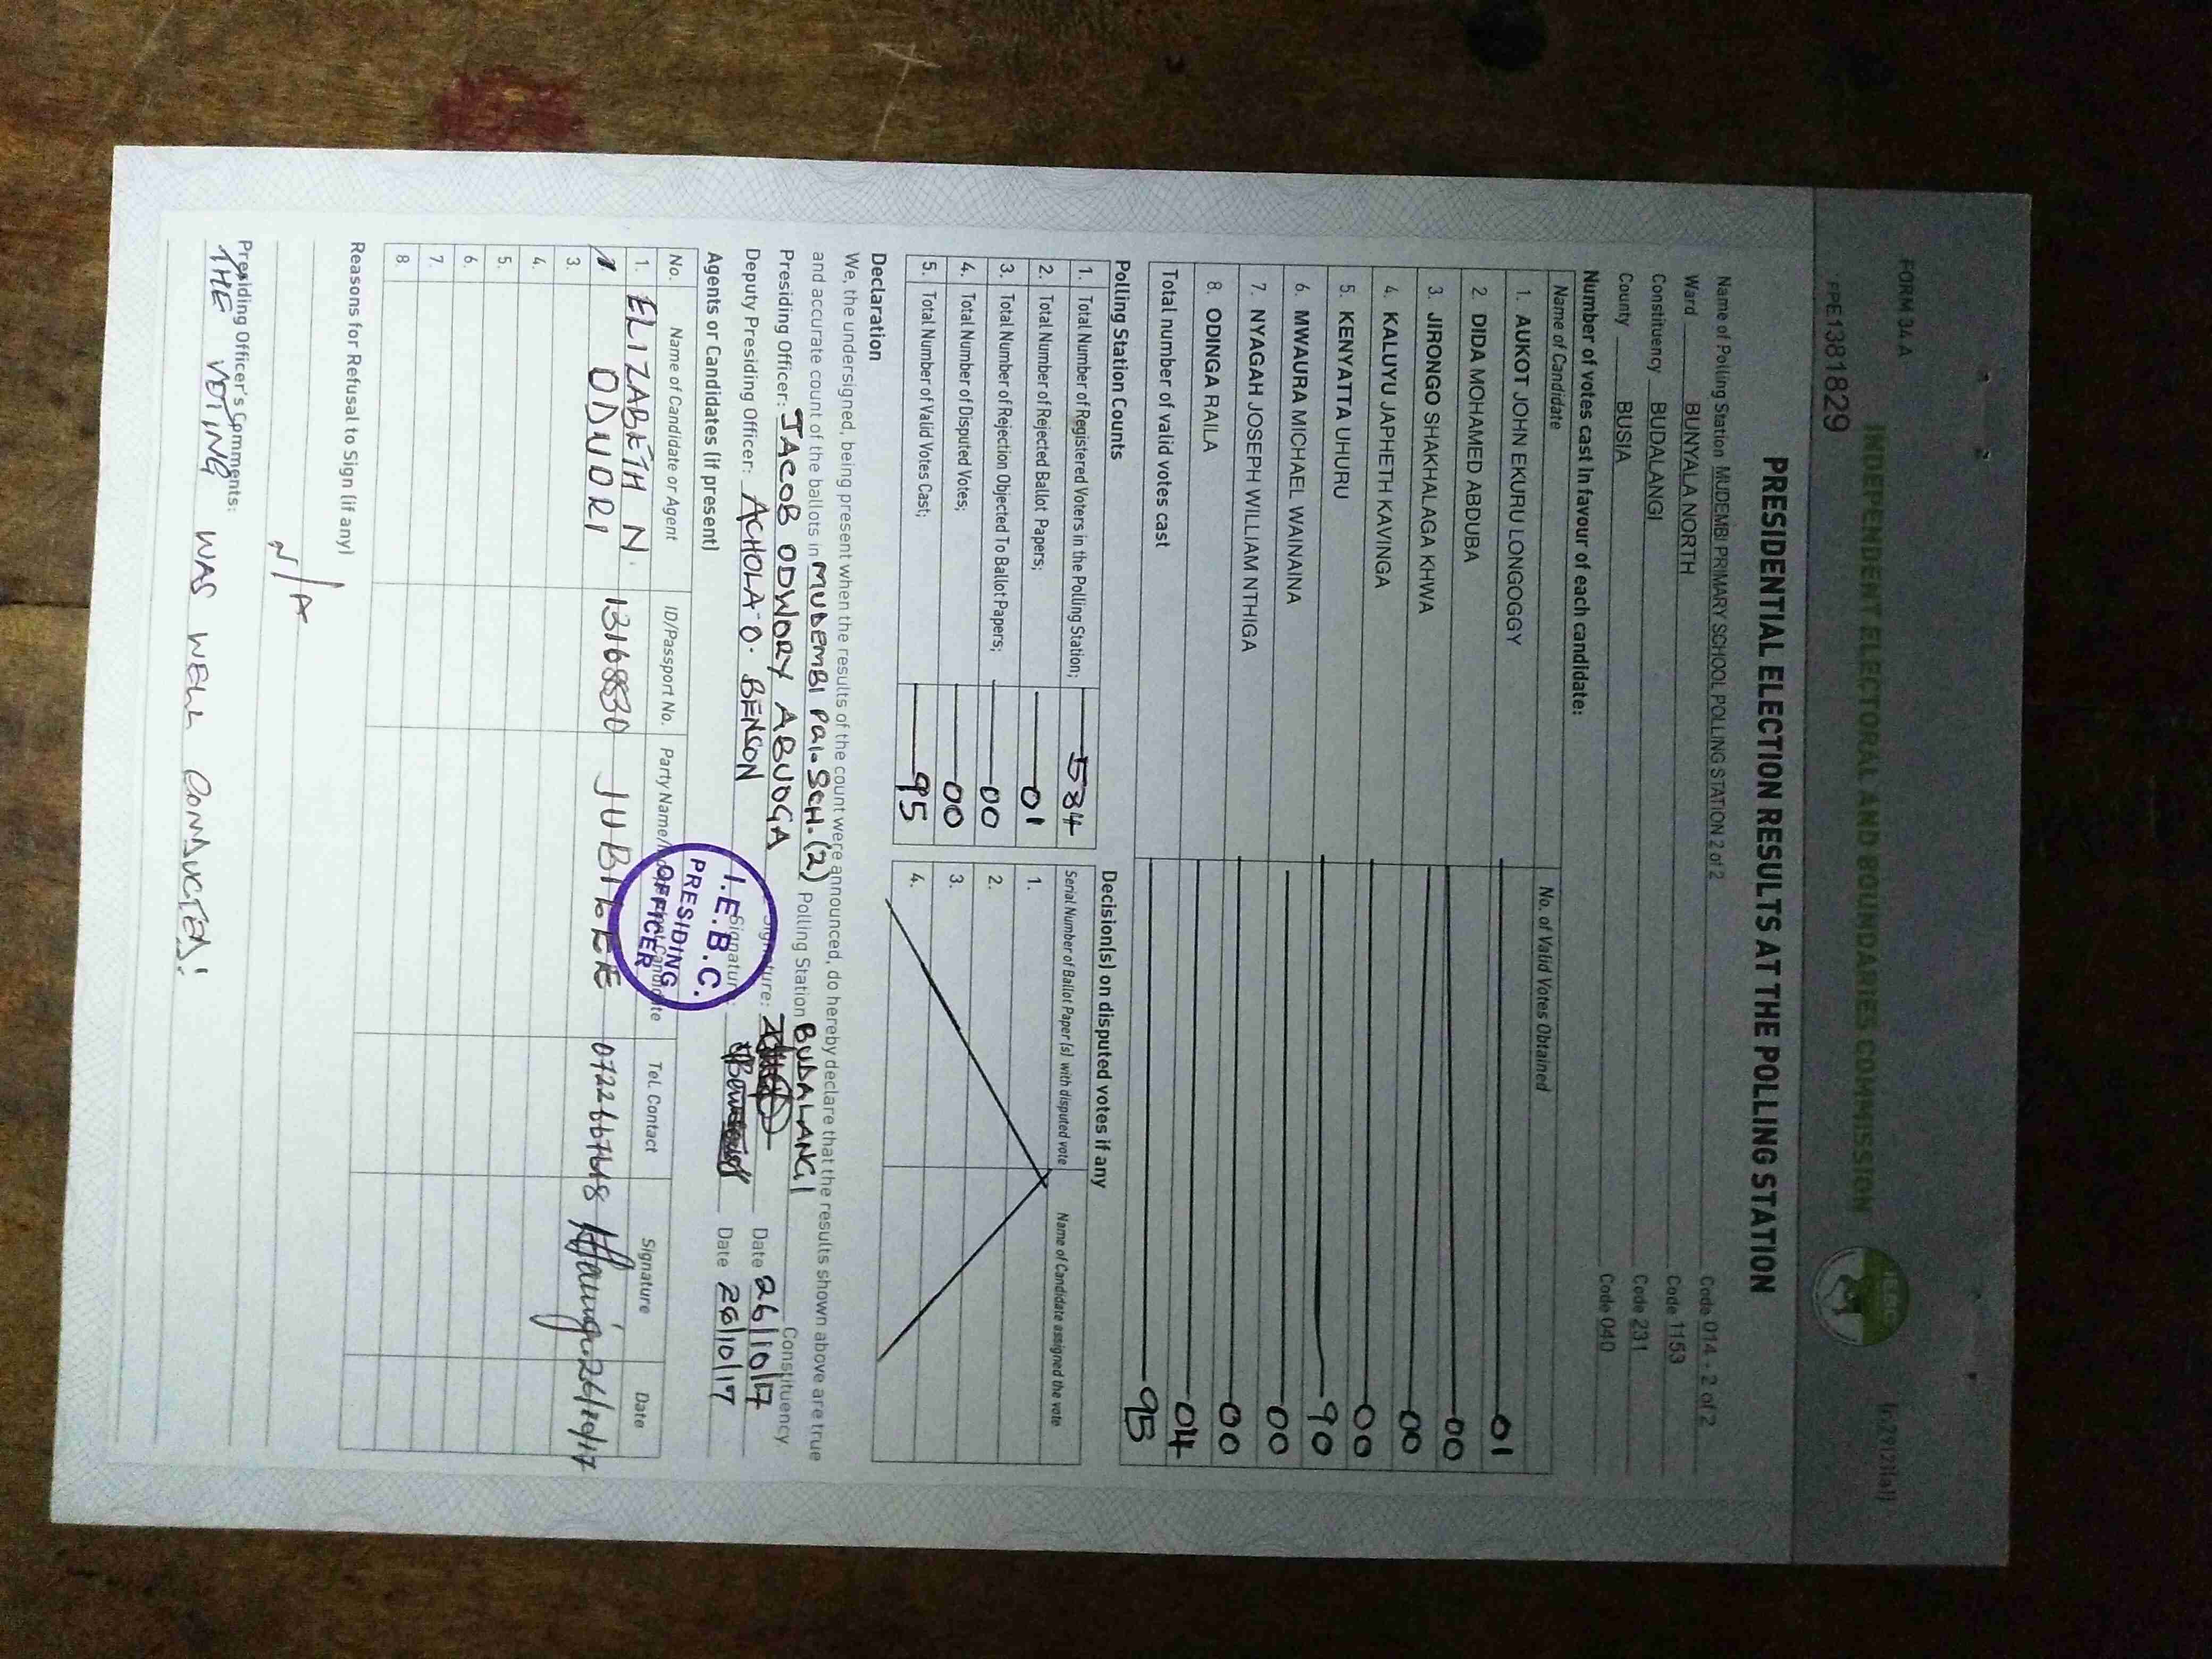 FORM 34 A
(r.79(2)(a))
INDEPENDENT ELECTORAL AND BOUNDARIES COMMISSION
IEBC
FPE1381829
PRESIDENTIAL ELECTION RESULTS AT THE POLLING STATION
Name of Polling Station MUDEMBI PRIMARY SCHOOL POLLING STATION 2 of 2 Code 014 - 2 of 2
Ward BUNYALA NORTH Code 1153
Constituency BUDALANGI Code 231
County BUSIA Code 040
Number of votes cast in favour of each candidate:
Name of Candidate No. of Valid Votes Obtained
1. AUKOT JOHN EKURU LONGOGGY 01
2. DIDA MOHAMED ABDUBA 00
3. JIRONGO SHAKHALAGA KHWA 00
4. KALUYU JAPHETH KAVINGA 00
5. KENYATTA UHURU 90
6. MWAURA MICHAEL WAINAINA 00
7. NYAGAH JOSEPH WILLIAM NTHIGA 00
8. ODINGA RAILA 04
Total number of valid votes cast 95
Polling Station Counts
1. Total Number of Registered Voters in the Polling Station; 584
2. Total Number of Rejected Ballot Papers; 01
3. Total Number of Rejection Objected To Ballot Papers; 00
4. Total Number of Disputed Votes; 00
5. Total Number of Valid Votes Cast; 95
Decision(s) on disputed votes if any
Serial Number of Ballot Paper (s) with disputed vote Name of Candidate assigned the vote
1.
2.
3.
4.
Declaration
We, the undersigned, being present when the results of the count were announced, do hereby declare that the results shown above are true
and accurate count of the ballots in MUDEMBI PRI. SCH. (2) Polling Station BUDALANGI Constituency
Presiding Officer: JACOB ODWORY ABUOGA Signature: Date 26/10/17
Deputy Presiding Officer: ACHOLA-O. BENSON Signature: Date 26/10/17
I.E.B.C.
PRESIDING
OFFICER
Agents or Candidates (if present)
No. Name of Candidate or Agent ID/Passport No. Party Name/ Candidate Tel. Contact Signature Date
1. ELIZABETH N. ODUORI JUBILEE 26/10/17
3.
4.
5.
6.
7.
8.
Reasons for Refusal to Sign (if any)
N/A
Presiding Officer's Comments:
THE VOTING WAS WELL CONDUCTED.